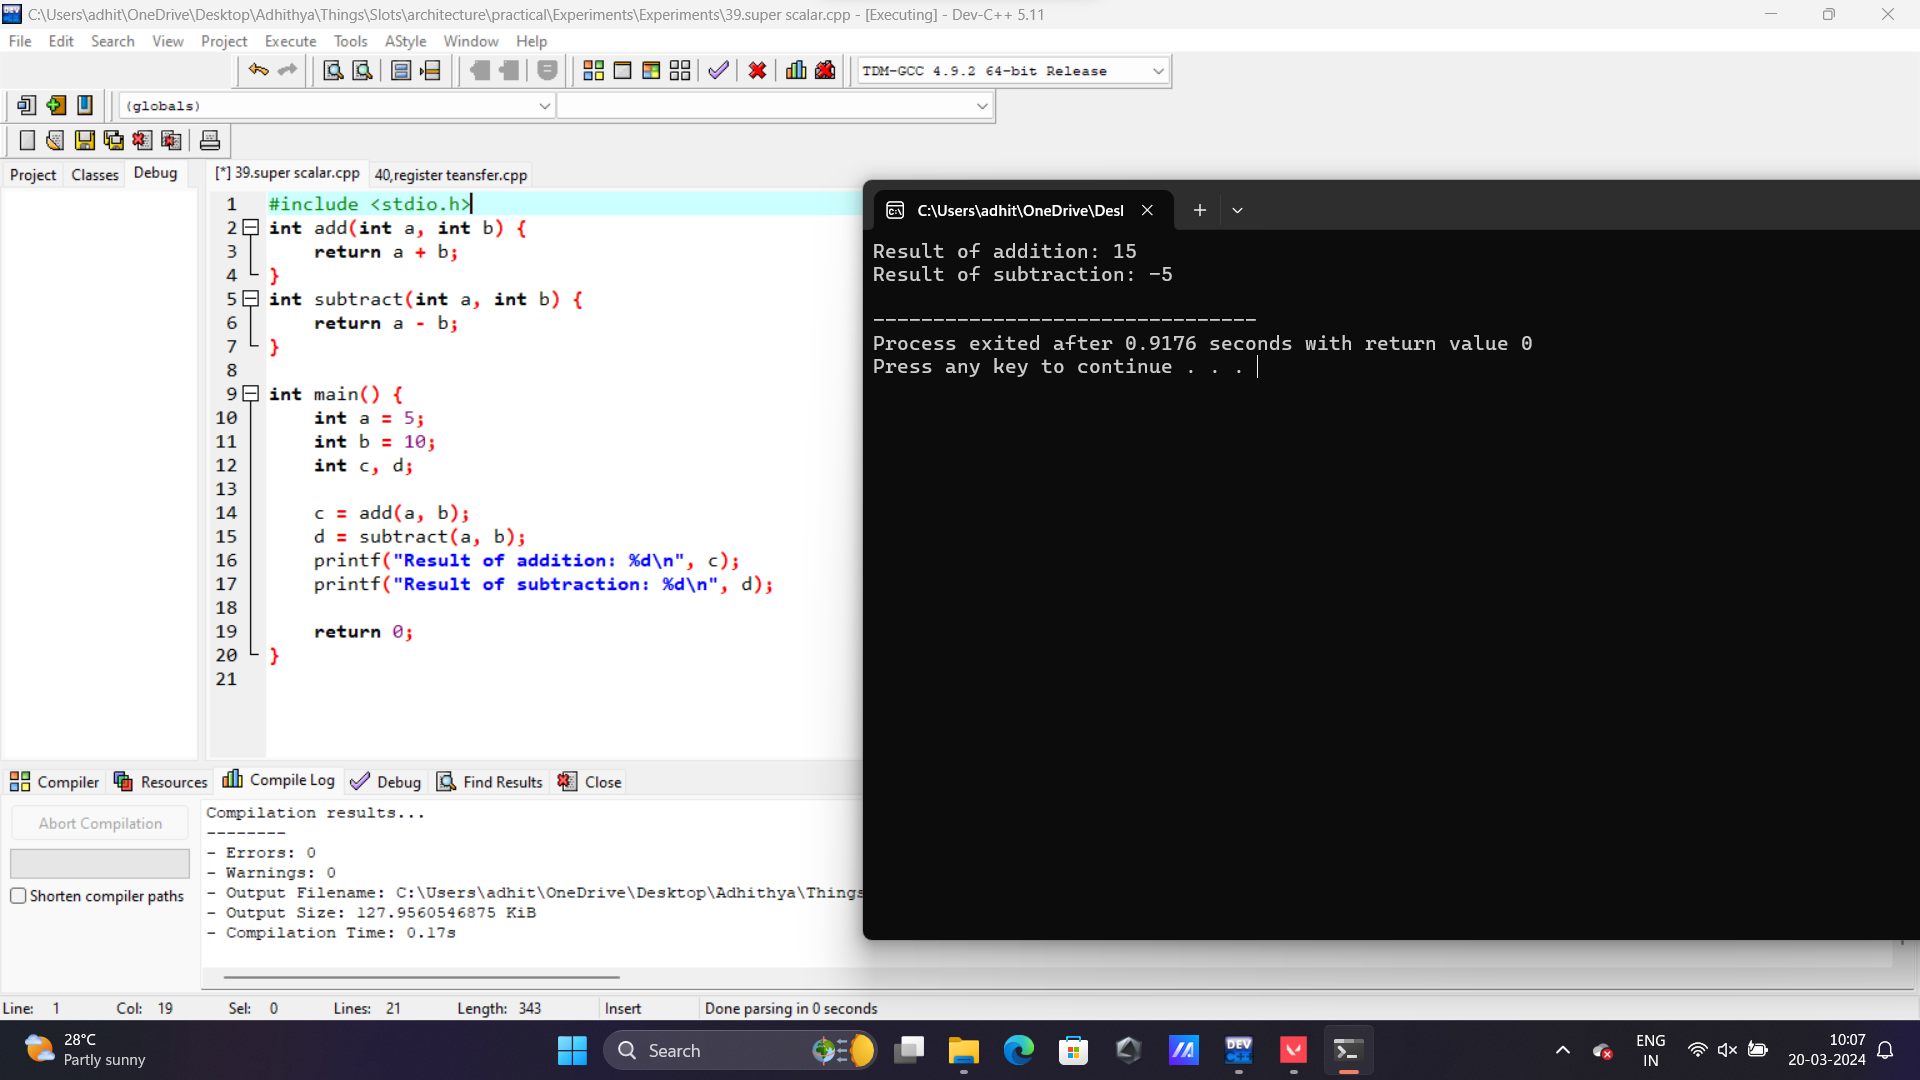 C:\Users\adhit\OneDrive\Desktop\Adhithya\Things\Slots\architecture\practical\Experiments\Experiments\39.super scalar.cpp - [Executing] - Dev-C++ 5.11
File Edit Search View Project Execute Tools AStyle Window Help
TDM-GCC 4.9.2 64-bit Release
(globals)
Project Classes Debug [*] 39.super scalar.cpp 40,register teansfer.cpp
1 #include <stdio.h>
2 int add(int a, int b) {
3 return a + b;
4 }
5 int subtract(int a, int b) {
6 return a - b;
7 }
8
9 int main() {
10 int a = 5;
11 int b = 10;
12 int c, d;
13
14 c = add(a, b);
15 d = subtract(a, b);
16 printf("Result of addition: %d\n", c);
17 printf("Result of subtraction: %d\n", d);
18
19 return 0;
20 }
21
C:\Users\adhit\OneDrive\Desl
Result of addition: 15
Result of subtraction: -5
--------------------------------
Process exited after 0.9176 seconds with return value 0
Press any key to continue . . .
Compiler Resources Compile Log Debug Find Results Close
Abort Compilation
Shorten compiler paths
Compilation results...
--------
- Errors: 0
- Warnings: 0
- Output Filename: C:\Users\adhit\OneDrive\Desktop\Adhithya\Things
- Output Size: 127.9560546875 KiB
- Compilation Time: 0.17s
Line: 1 Col: 19 Sel: 0 Lines: 21 Length: 343 Insert Done parsing in 0 seconds
28°C
Partly sunny
Search
DEV
C++
ENG
IN
10:07
20-03-2024